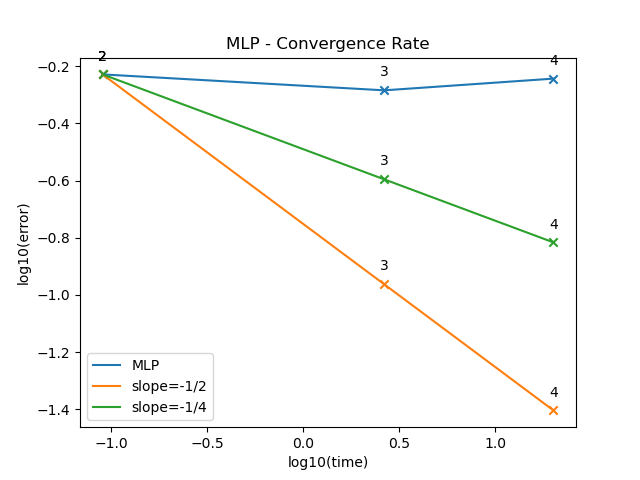 MLP - Convergence Rate
2
3
4
3
4
3
4
−0.2
−0.4
−0.6
−0.8
−1.0
−1.2
−1.4
log10(error)
MLP
slope=-1/2
slope=-1/4
−1.0 −0.5 0.0 0.5 1.0
log10(time)